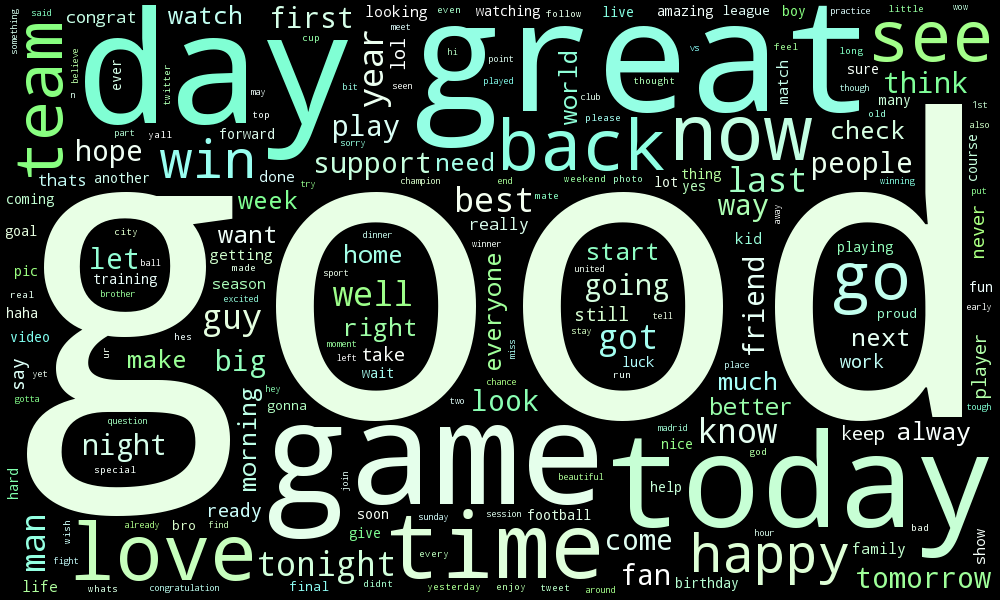 something
said
congrat
watch
first
looking
even
watching
follow
live
amazing
league
boy
practice
little
wow
team
believe
n
day
ever
twitter
may
top
cup
year
lol
meet
seen
bit
great
hi
point
played
world
club
thought
please
vs
match
feel
long
sure
though
many
old
see
think
1st
also
hope
part
yall
forward
win
play
sorry
back
now
check
people
course
thats
another
done
support
need
try
champion
end
weekend
photo
mate
lot
thing
yes
last
way
away
winning
put
never
coming
week
best
really
goal
city
good
want
getting
made
season
excited
let
ball
training
brother
dinner
home
sport
well
right
moment
left
take
wait
winner
everyone
miss
start
united
going
still
stay
got
tell
luck
run
kid
friend
playing
go
proud
next
work
fun
early
pic
real
haha
video
hes
ur
guy
make
big
say
yet
gotta
hey
gonna
two
chance
look
place
much
better
player
tough
question
night
special
morning
game
join
beautiful
madrid
nice
know
god
keep
alway
hard
ready
soon
give
today
help
man
wish
fight
already
bro
find
love
tonight
time
sunday
session
football
every
come
fan
happy
hour
family
bad
show
life
whats
congratulation
final
didnt
yesterday
enjoy
tweet
around
birthday
tomorrow